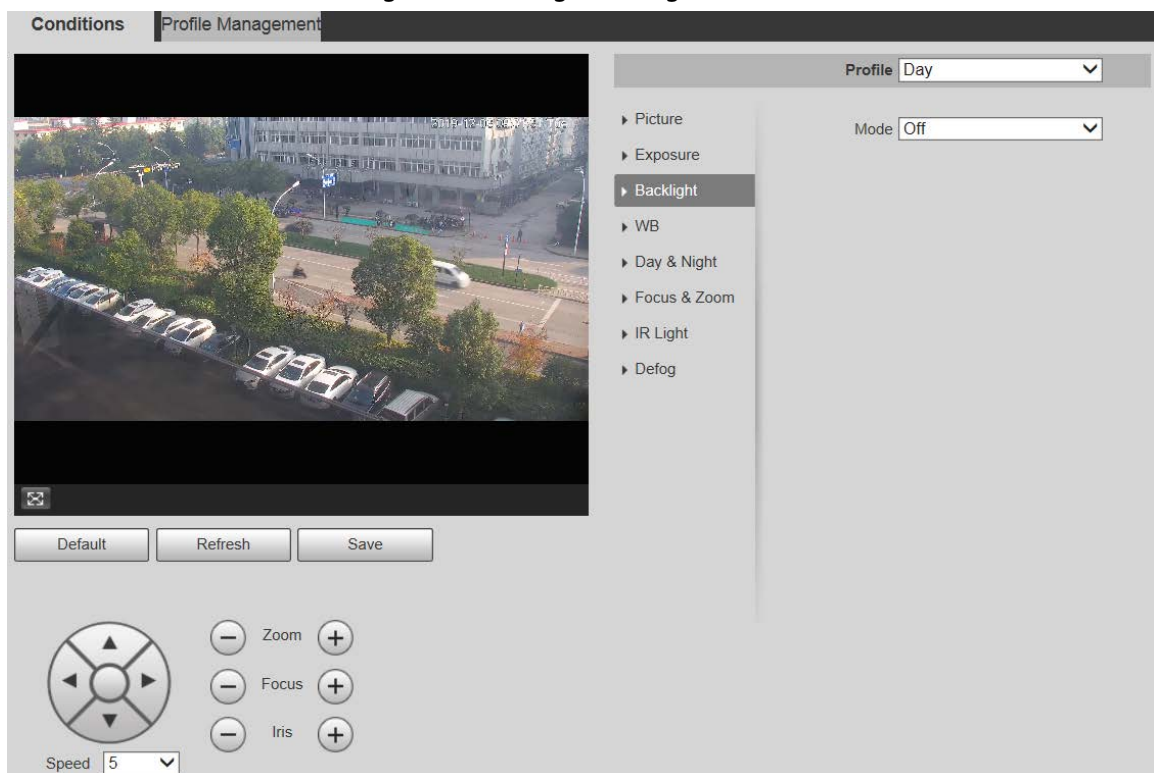 Conditions
Profile Management
Profile Day
Picture
Mode Off
Exposure
Backlight
WB
Day & Night
Focus & Zoom
IR Light
Defog
Default
Refresh
Save
Zoom
Focus
Iris
Speed 5